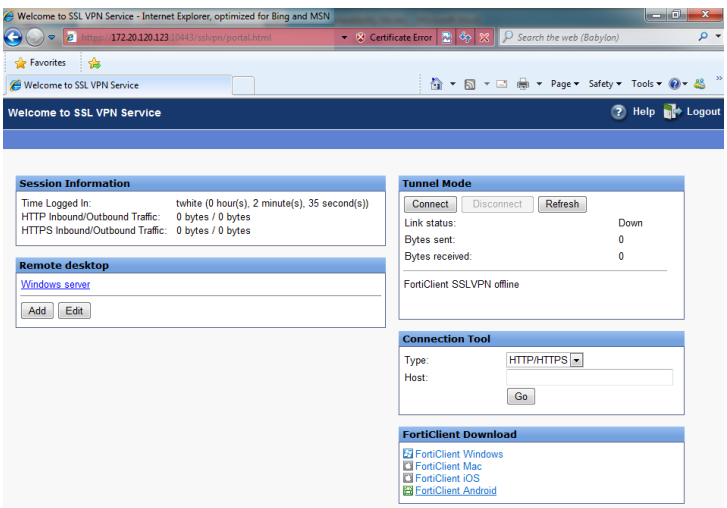 Welcome to SSL VPN Service - Internet Explorer, optimized for Bing and MSN
https://172.20.120.123:10443/sslvpn/portal.html
Certificate Error
Search the web (Babylon)
Favorites
Welcome to SSL VPN Service
Page
Safety
Tools
Welcome to SSL VPN Service
Help
Logout
Session Information
Time Logged In: twhite (0 hour(s), 2 minute(s), 35 second(s))
HTTP Inbound/Outbound Traffic: 0 bytes / 0 bytes
HTTPS Inbound/Outbound Traffic: 0 bytes / 0 bytes
Remote desktop
Windows server
Add Edit
Tunnel Mode
Connect Disconnect Refresh
Link status: Down
Bytes sent: 0
Bytes received: 0
FortiClient SSLVPN offline
Connection Tool
Type: HTTP/HTTPS
Host:
Go
FortiClient Download
FortiClient Windows
FortiClient Mac
FortiClient iOS
FortiClient Android